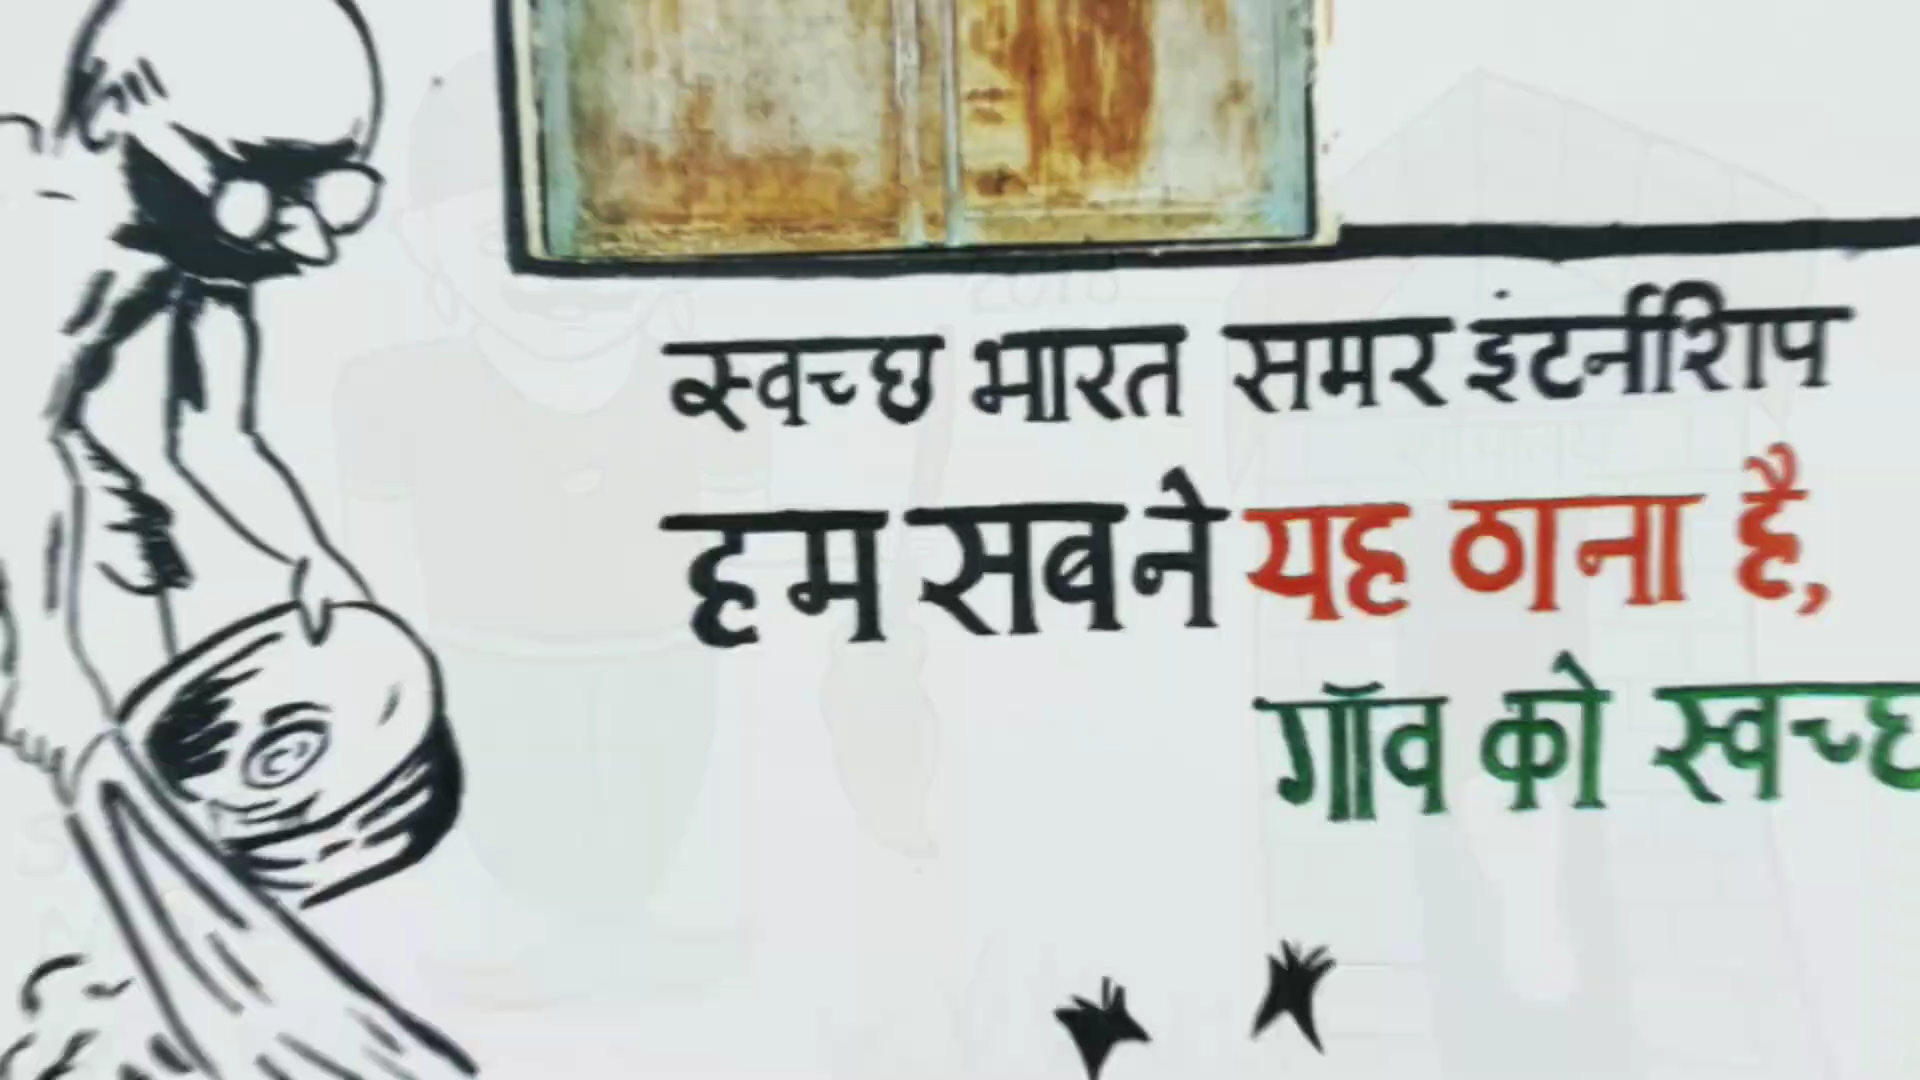 स्वच्छ भारत समर इंटर्नशिप
हम सबने यह ठाना है,
गॉव को स्वच्छ